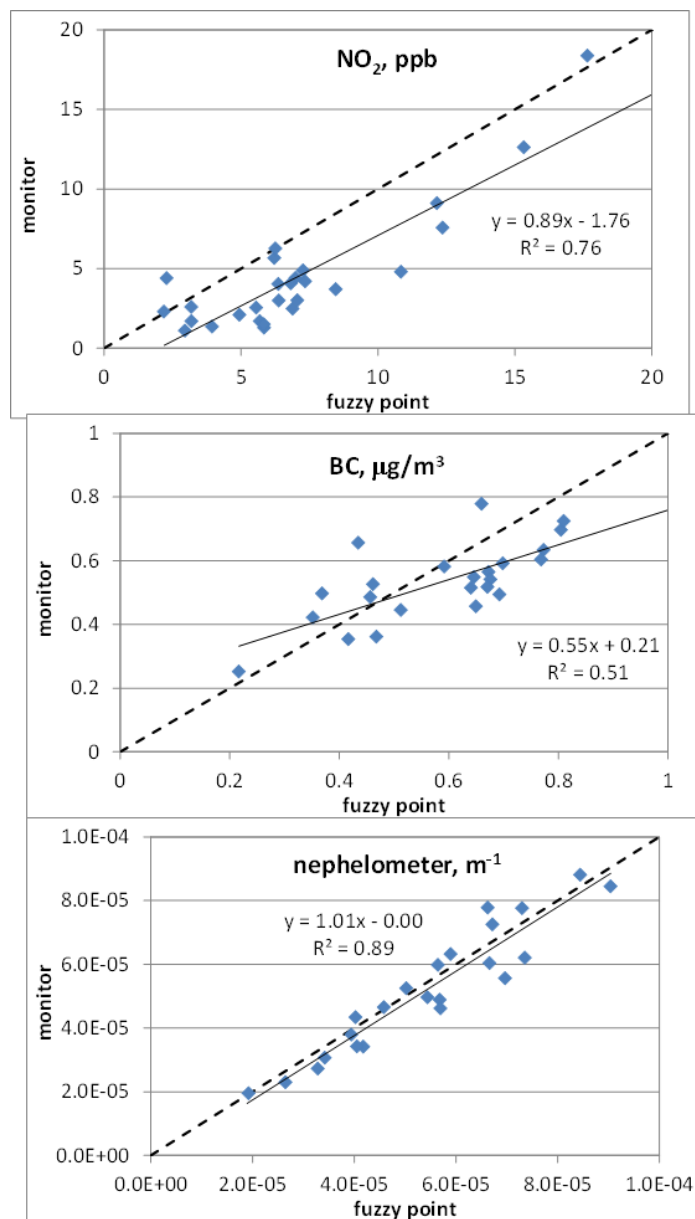 NO₂, ppb
20
15
10
5
0
monitor
y = 0.89x - 1.76
R² = 0.76
0 5 10 15 20
fuzzy point
BC, µg/m³
1
0.8
0.6
0.4
0.2
0
monitor
y = 0.55x + 0.21
R² = 0.51
0 0.2 0.4 0.6 0.8 1
fuzzy point
nephelometer, m⁻¹
1.0E-04
8.0E-05
6.0E-05
4.0E-05
2.0E-05
0.0E+00
monitor
y = 1.01x - 0.00
R² = 0.89
0.0E+00 2.0E-05 4.0E-05 6.0E-05 8.0E-05 1.0E-04
fuzzy point